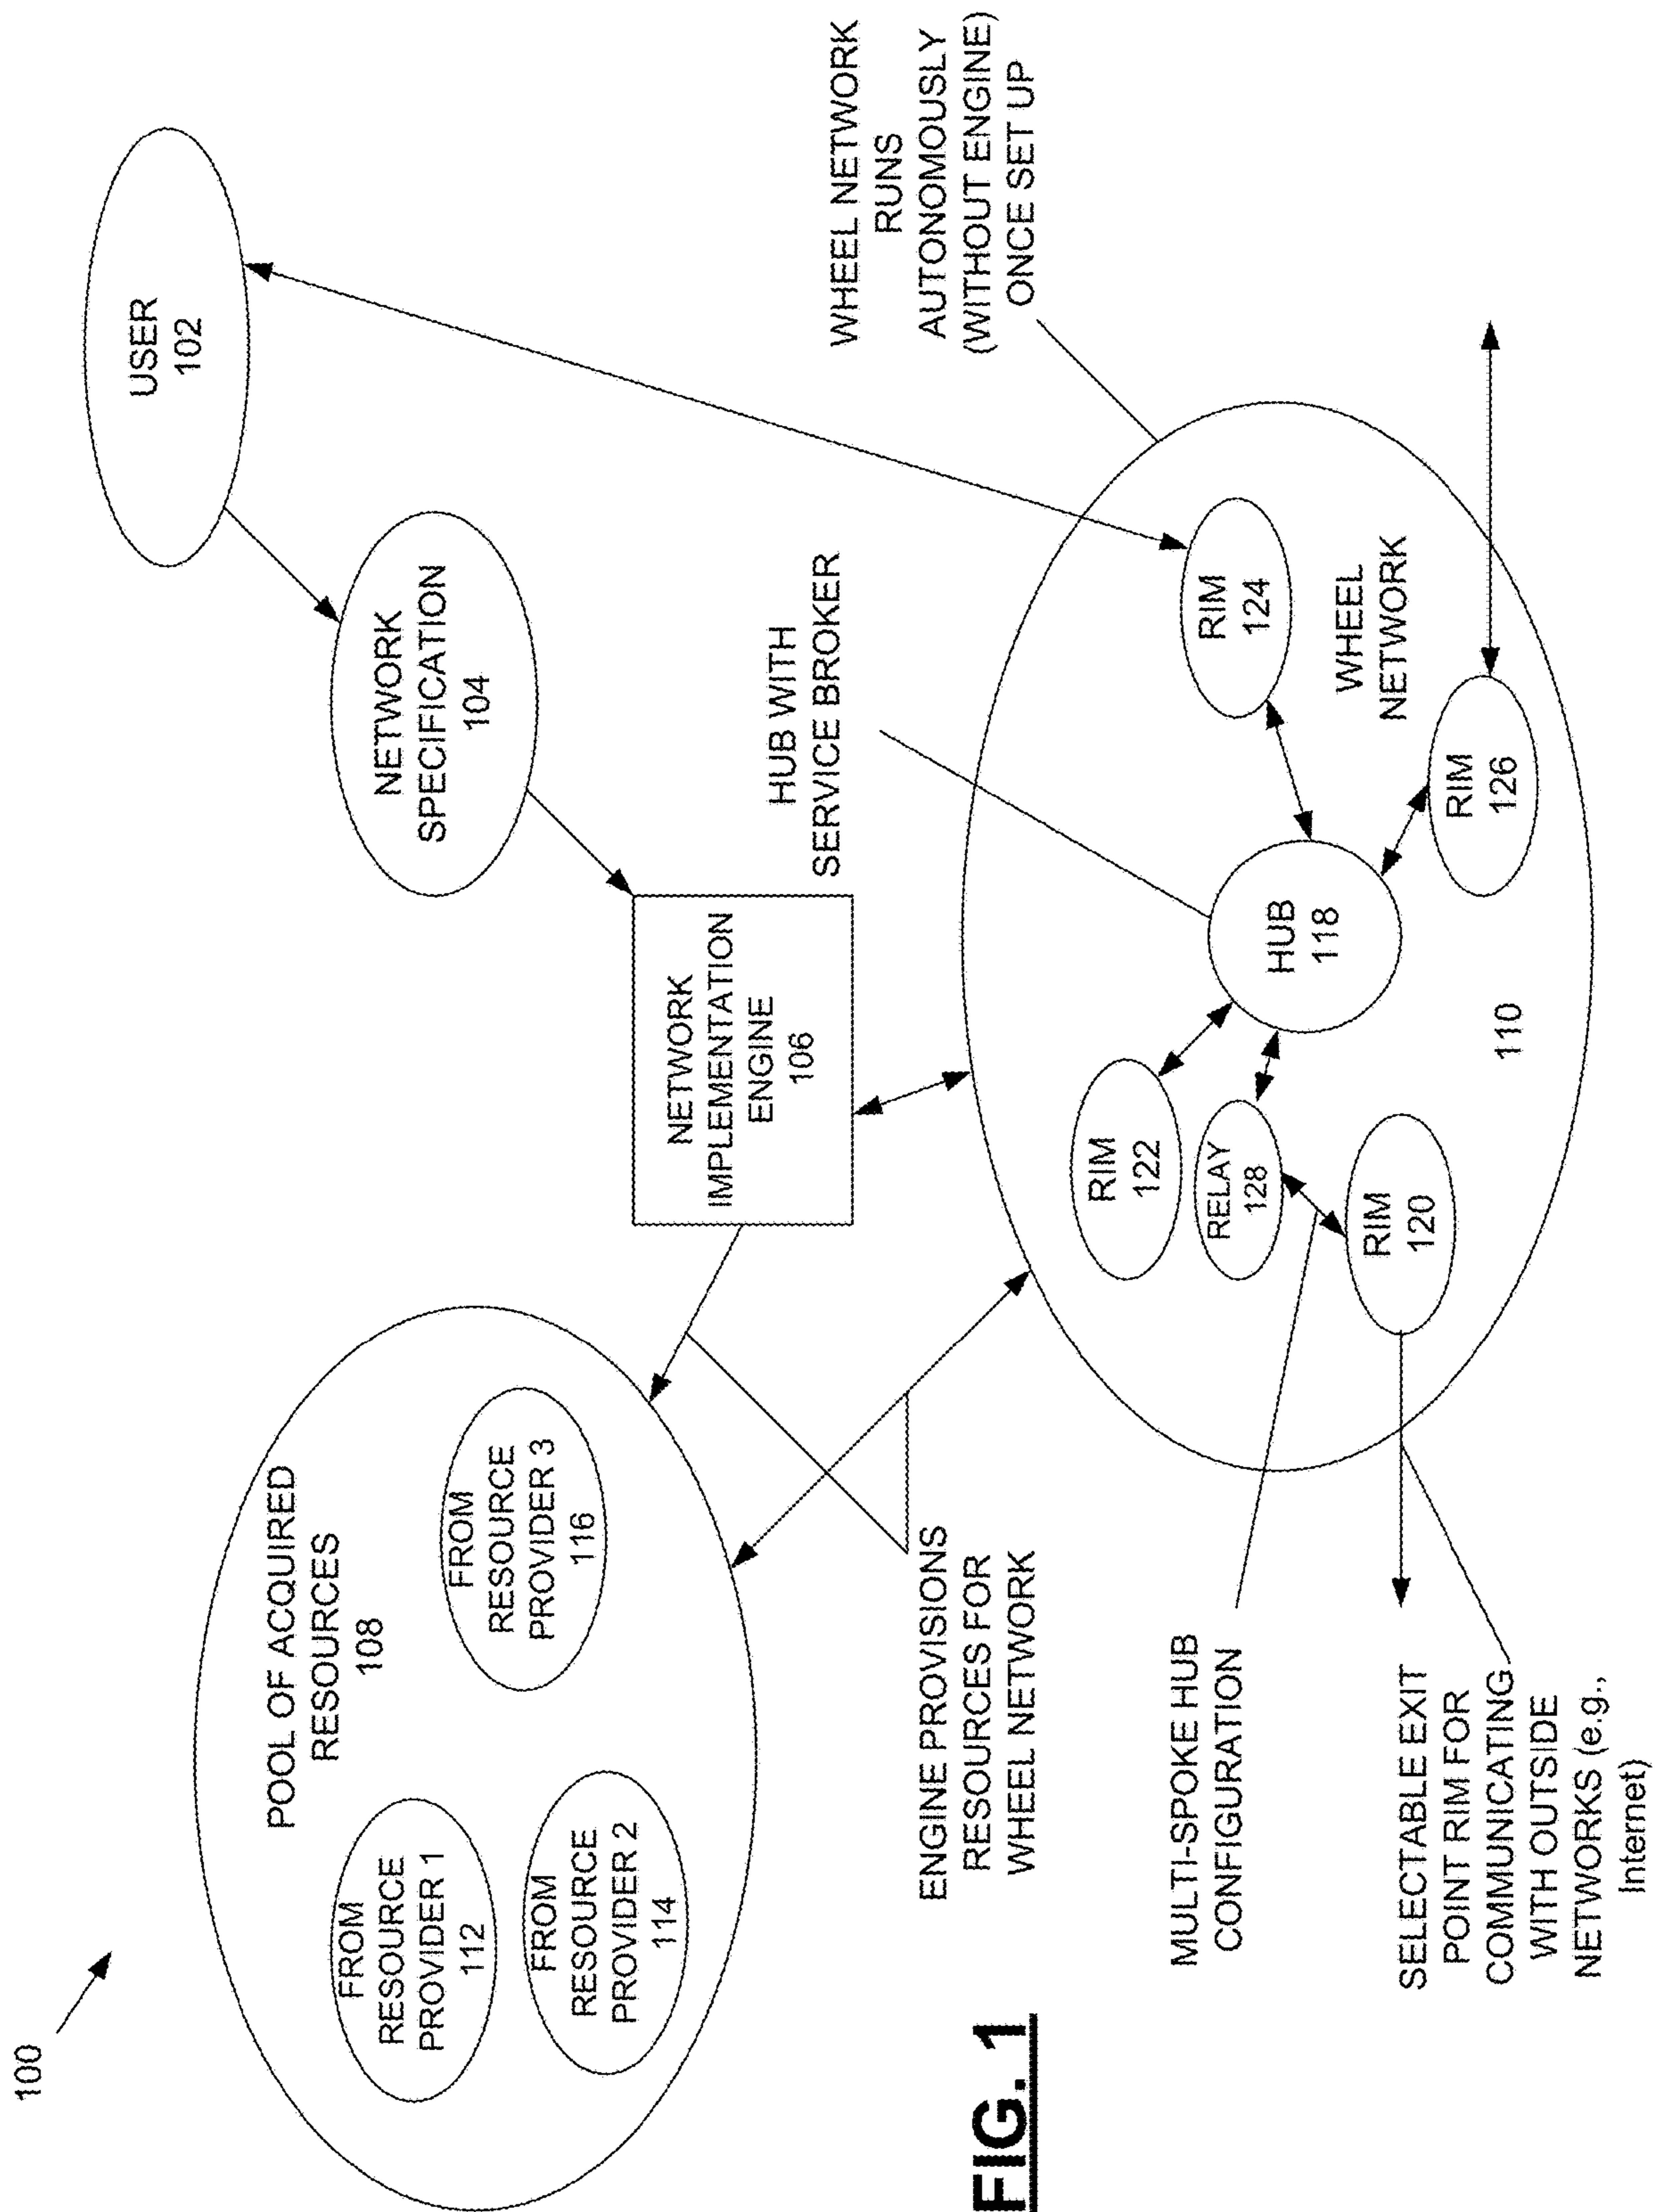 100
POOL OF ACQUIRED
RESOURCES
108
FROM
RESOURCE
PROVIDER 1
112
FROM
RESOURCE
PROVIDER 2
114
FROM
RESOURCE
PROVIDER 3
116
USER
102
NETWORK
SPECIFICATION
104
NETWORK
IMPLEMENTATION
ENGINE
106
HUB WITH
SERVICE BROKER
WHEEL NETWORK
RUNS
AUTONOMOUSLY
(WITHOUT ENGINE)
ONCE SET UP
ENGINE PROVISIONS
RESOURCES FOR
WHEEL NETWORK
RIM
122
RELAY
128
RIM
120
HUB
118
RIM
124
WHEEL
NETWORK
RIM
126
110
MULTI-SPOKE HUB
CONFIGURATION
SELECTABLE EXIT
POINT RIM FOR
COMMUNICATING
WITH OUTSIDE
NETWORKS (e.g.,
Internet)
FIG. 1